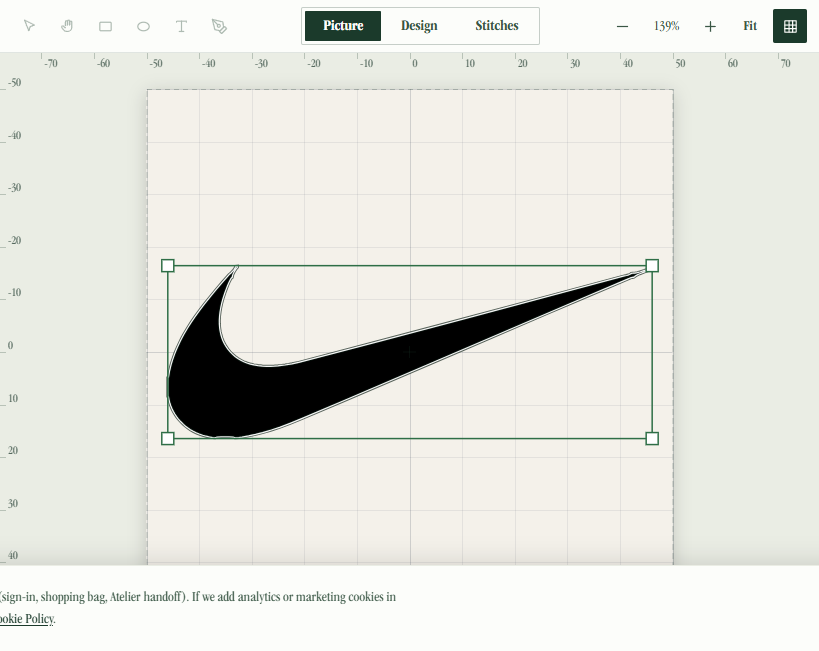 Picture Design Stitches 139% Fit
-70 -60 -50 -40 -30 -20 -10 0 10 20 30 40 50 60 70
-50
-40
-30
-20
-10
0
10
20
30
40
(sign-in, shopping bag, Atelier handoff). If we add analytics or marketing cookies in
ookie Policy.